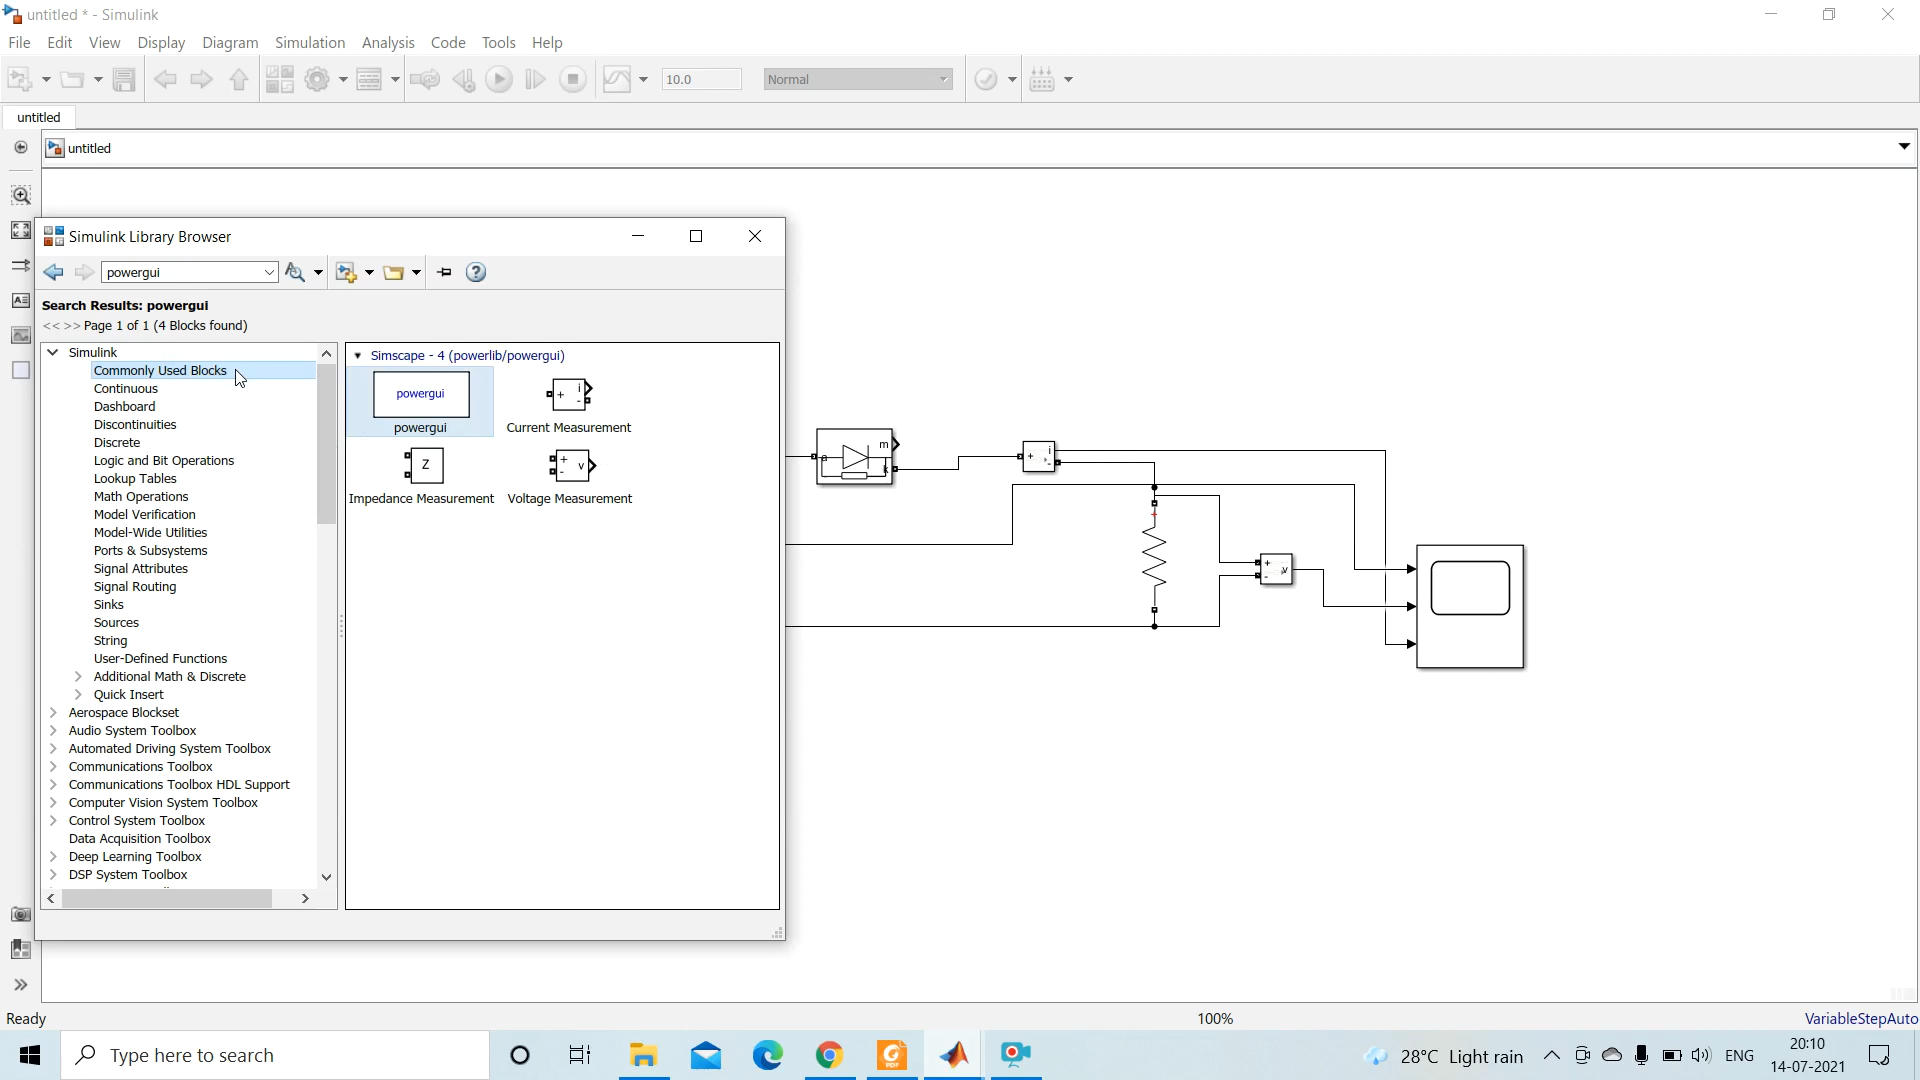 untitled * - Simulink
File Edit View Display Diagram Simulation Analysis Code Tools Help
10.0 Normal
untitled
untitled
Simulink Library Browser
powergui
Search Results: powergui
<< >> Page 1 of 1 (4 Blocks found)
Simulink
Commonly Used Blocks
Continuous
Dashboard
Discontinuities
Discrete
Logic and Bit Operations
Lookup Tables
Math Operations
Model Verification
Model-Wide Utilities
Ports & Subsystems
Signal Attributes
Signal Routing
Sinks
Sources
String
User-Defined Functions
Additional Math & Discrete
Quick Insert
Aerospace Blockset
Audio System Toolbox
Automated Driving System Toolbox
Communications Toolbox
Communications Toolbox HDL Support
Computer Vision System Toolbox
Control System Toolbox
Data Acquisition Toolbox
Deep Learning Toolbox
DSP System Toolbox
Simscape - 4 (powerlib/powergui)
powergui
powergui
+ i -
Current Measurement
Z
Impedance Measurement
+ - v
Voltage Measurement
a m k
+ i -
+
+ - v
Ready 100% VariableStepAuto
Type here to search
28°C Light rain
ENG
20:10
14-07-2021